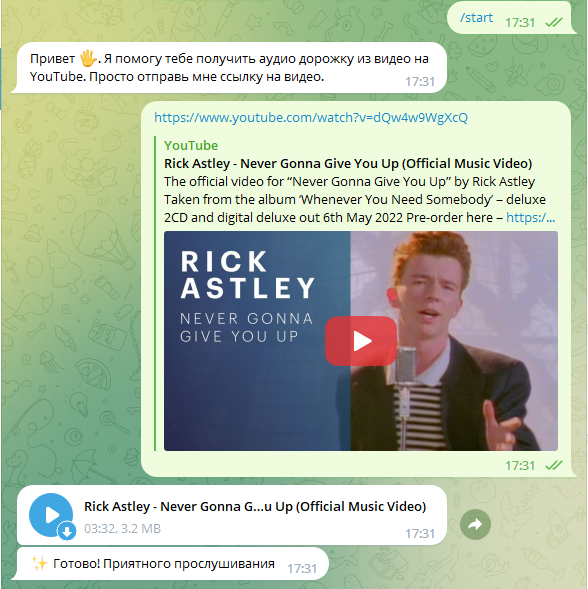 /start 17:31
Привет 🖐. Я помогу тебе получить аудио дорожку из видео на
YouTube. Просто отправь мне ссылку на видео.
17:31
https://www.youtube.com/watch?v=dQw4w9WgXcQ
YouTube
Rick Astley - Never Gonna Give You Up (Official Music Video)
The official video for “Never Gonna Give You Up” by Rick Astley
Taken from the album ‘Whenever You Need Somebody’ – deluxe
2CD and digital deluxe out 6th May 2022 Pre-order here – https:/...
RICK
ASTLEY
NEVER GONNA
GIVE YOU UP
17:31
Rick Astley - Never Gonna G...u Up (Official Music Video)
03:32, 3.2 MB
17:31
✨ Готово! Приятного прослушивания 17:31